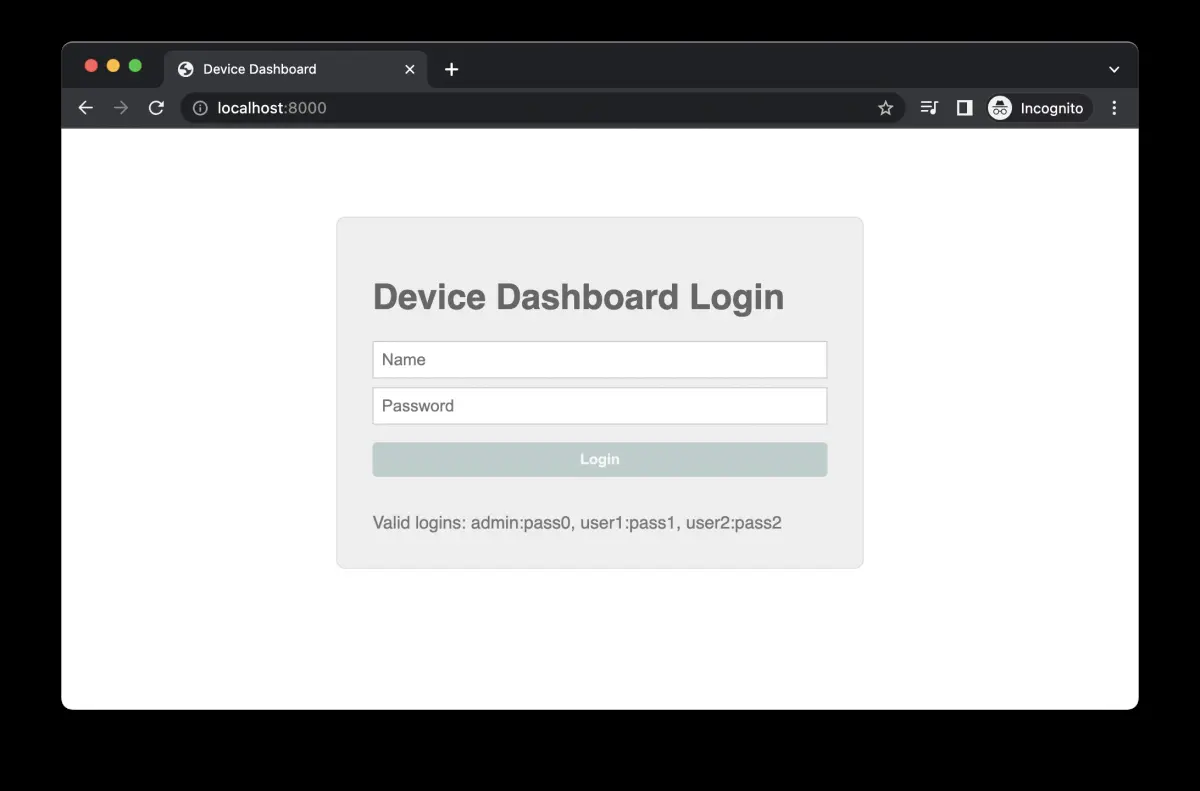 Device Dashboard
localhost:8000
Incognito
Device Dashboard Login
Name
Password
Login
Valid logins: admin:pass0, user1:pass1, user2:pass2